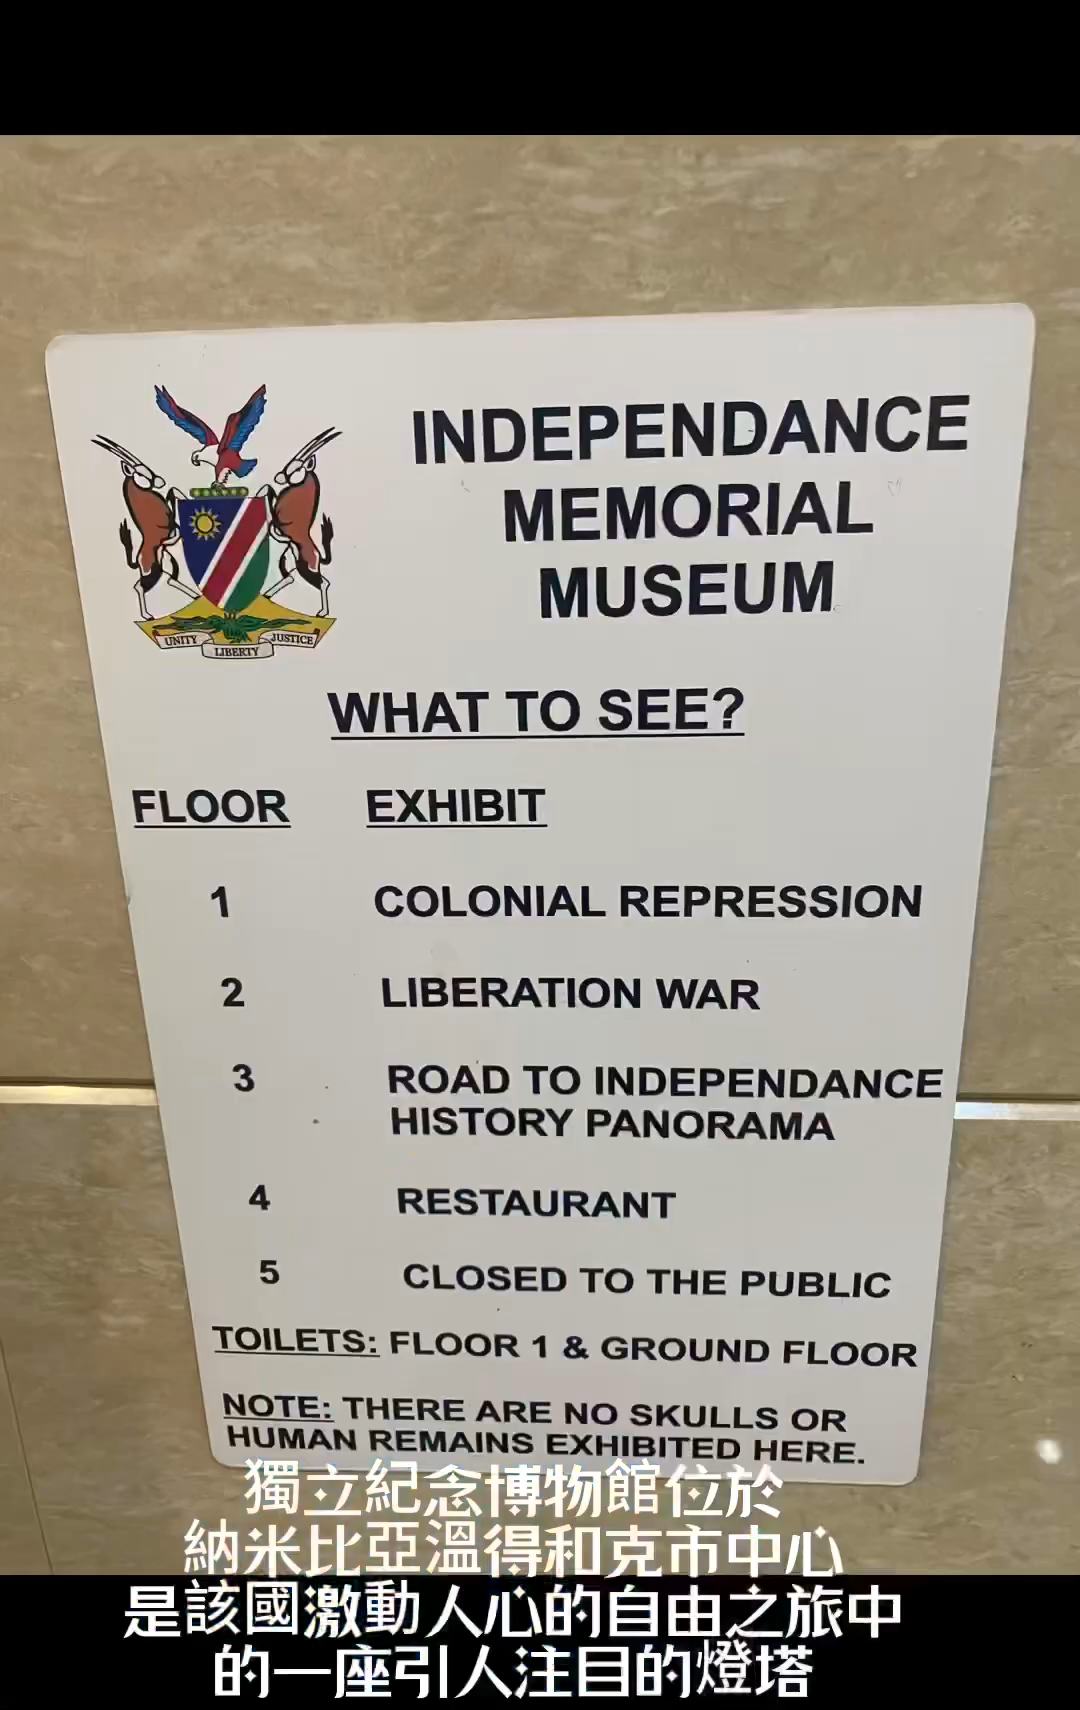 INDEPENDANCE
MEMORIAL
MUSEUM
UNITY
LIBERTY
JUSTICE
WHAT TO SEE?
FLOOR EXHIBIT
1 COLONIAL REPRESSION
2 LIBERATION WAR
3 ROAD TO INDEPENDANCE
HISTORY PANORAMA
4 RESTAURANT
5 CLOSED TO THE PUBLIC
TOILETS: FLOOR 1 & GROUND FLOOR
NOTE: THERE ARE NO SKULLS OR
HUMAN REMAINS EXHIBITED HERE.
獨立紀念博物館位於
納米比亞溫得和克市中心
是該國激動人心的自由之旅中
的一座引人注目的燈塔